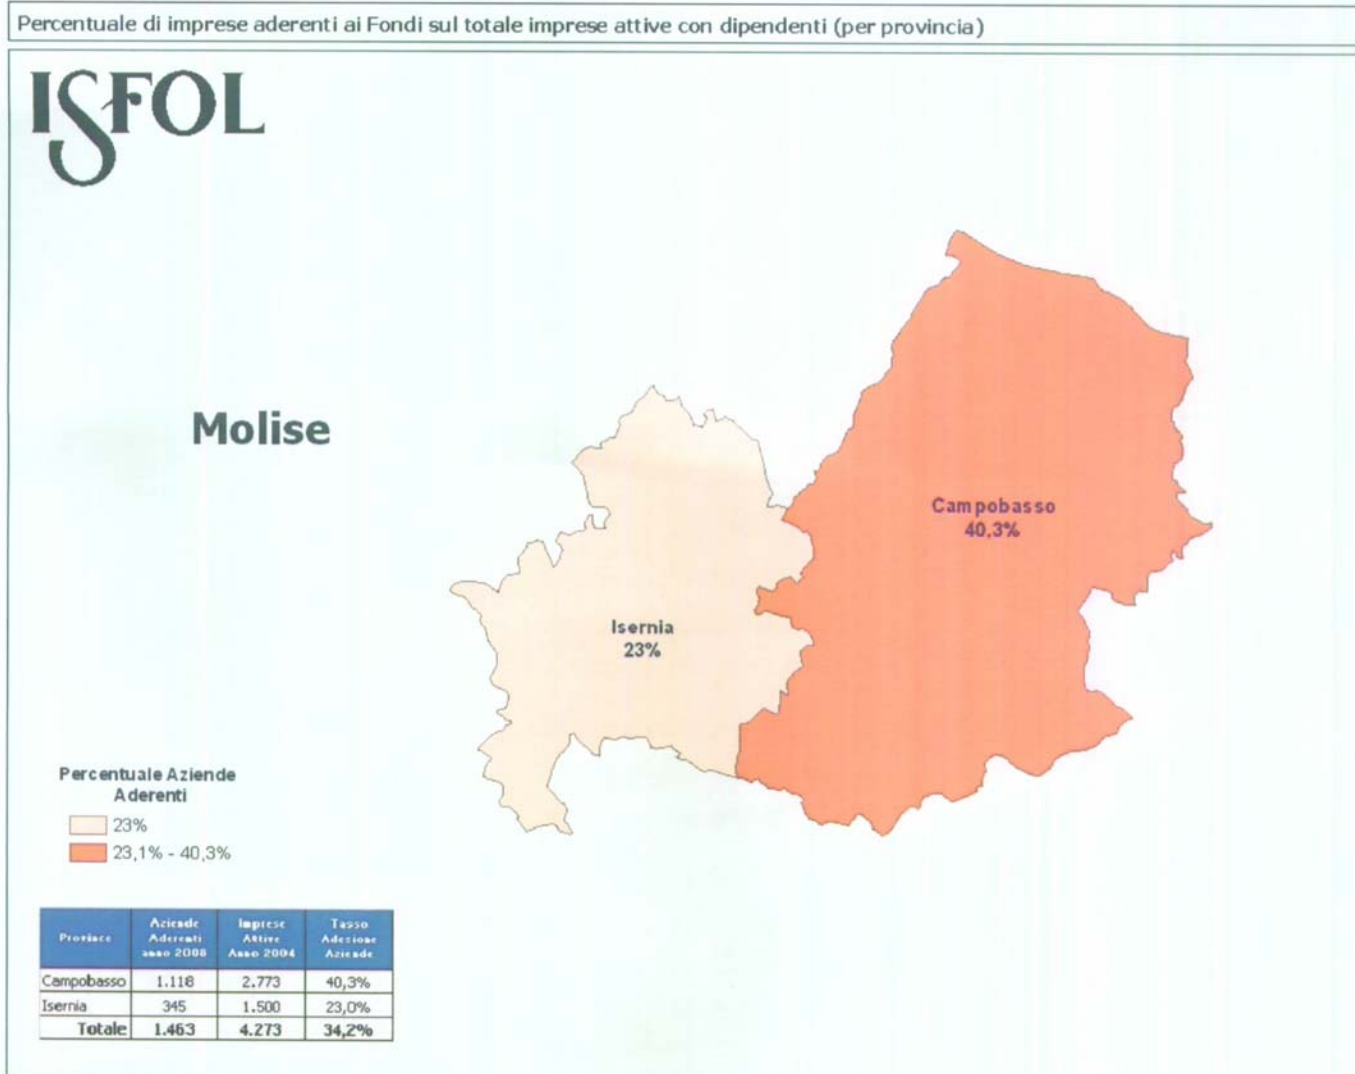 Percentuale di imprese aderenti ai Fondi sul totale imprese attive con dipendenti (per provincia)
ISFOL
Molise
Campobasso
40,3%
Isernia
23%
Percentuale Aziende
Aderenti
23%
23,1% - 40,3%
Province Aziende Aderenti anno 2008 Imprese Attive Anno 2004 Tasso Adesione Aziende
Campobasso 1.118 2.773 40,3%
Isernia 345 1.500 23,0%
Totale 1.463 4.273 34,2%